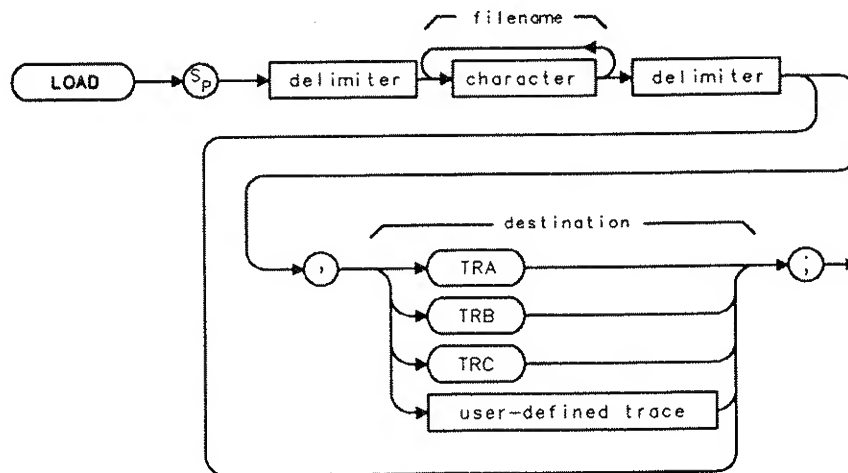 filename
LOAD SP delimiter character delimiter
destination
, TRA ;
TRB
TRC
user-defined trace